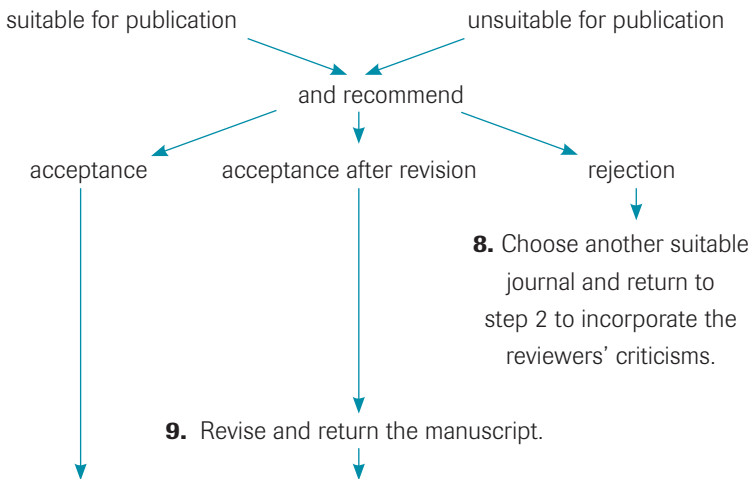 suitable for publication
unsuitable for publication
and recommend
acceptance
acceptance after revision
rejection
8. Choose another suitable
journal and return to
step 2 to incorporate the
reviewers’ criticisms.
9. Revise and return the manuscript.